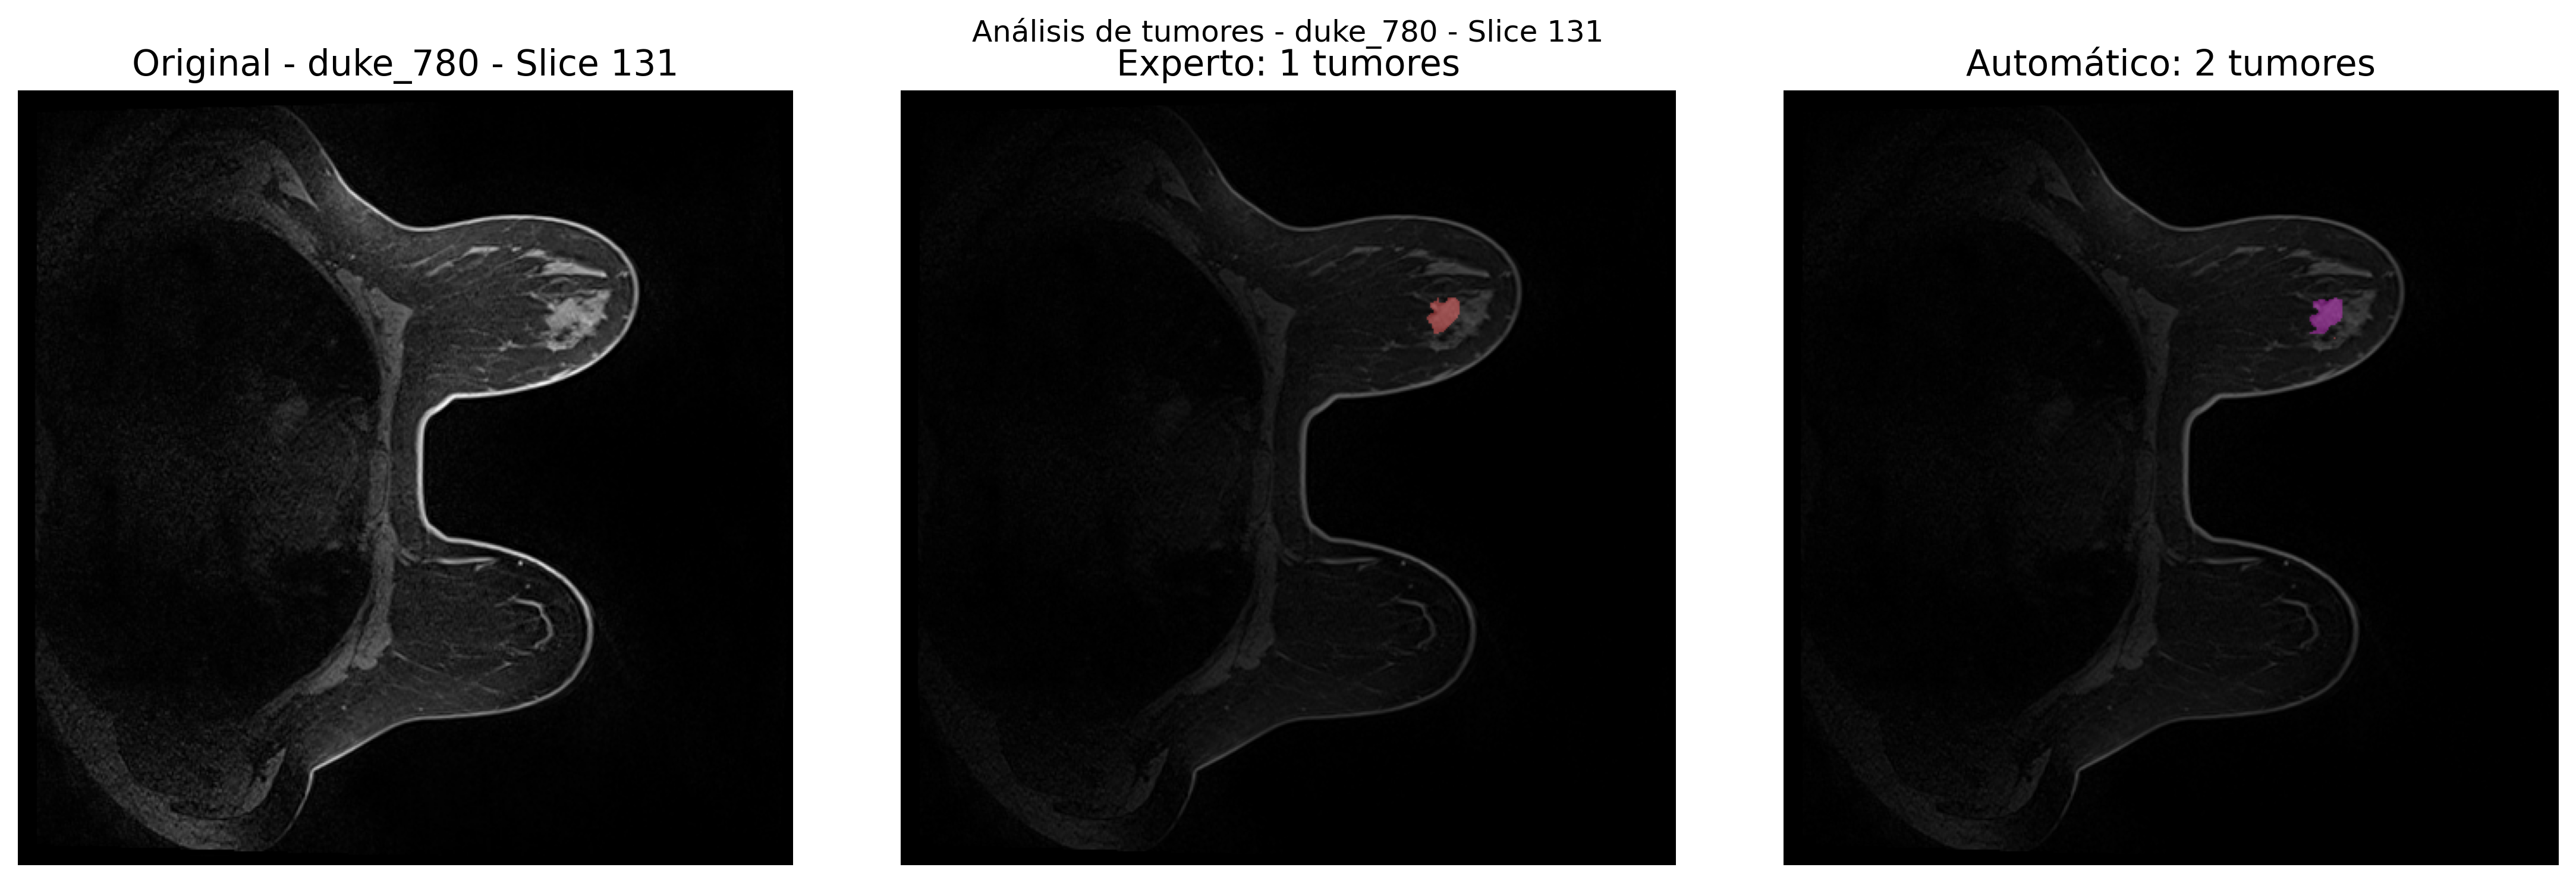 Análisis de tumores - duke_780 - Slice 131
Original - duke_780 - Slice 131
Experto: 1 tumores
Automático: 2 tumores